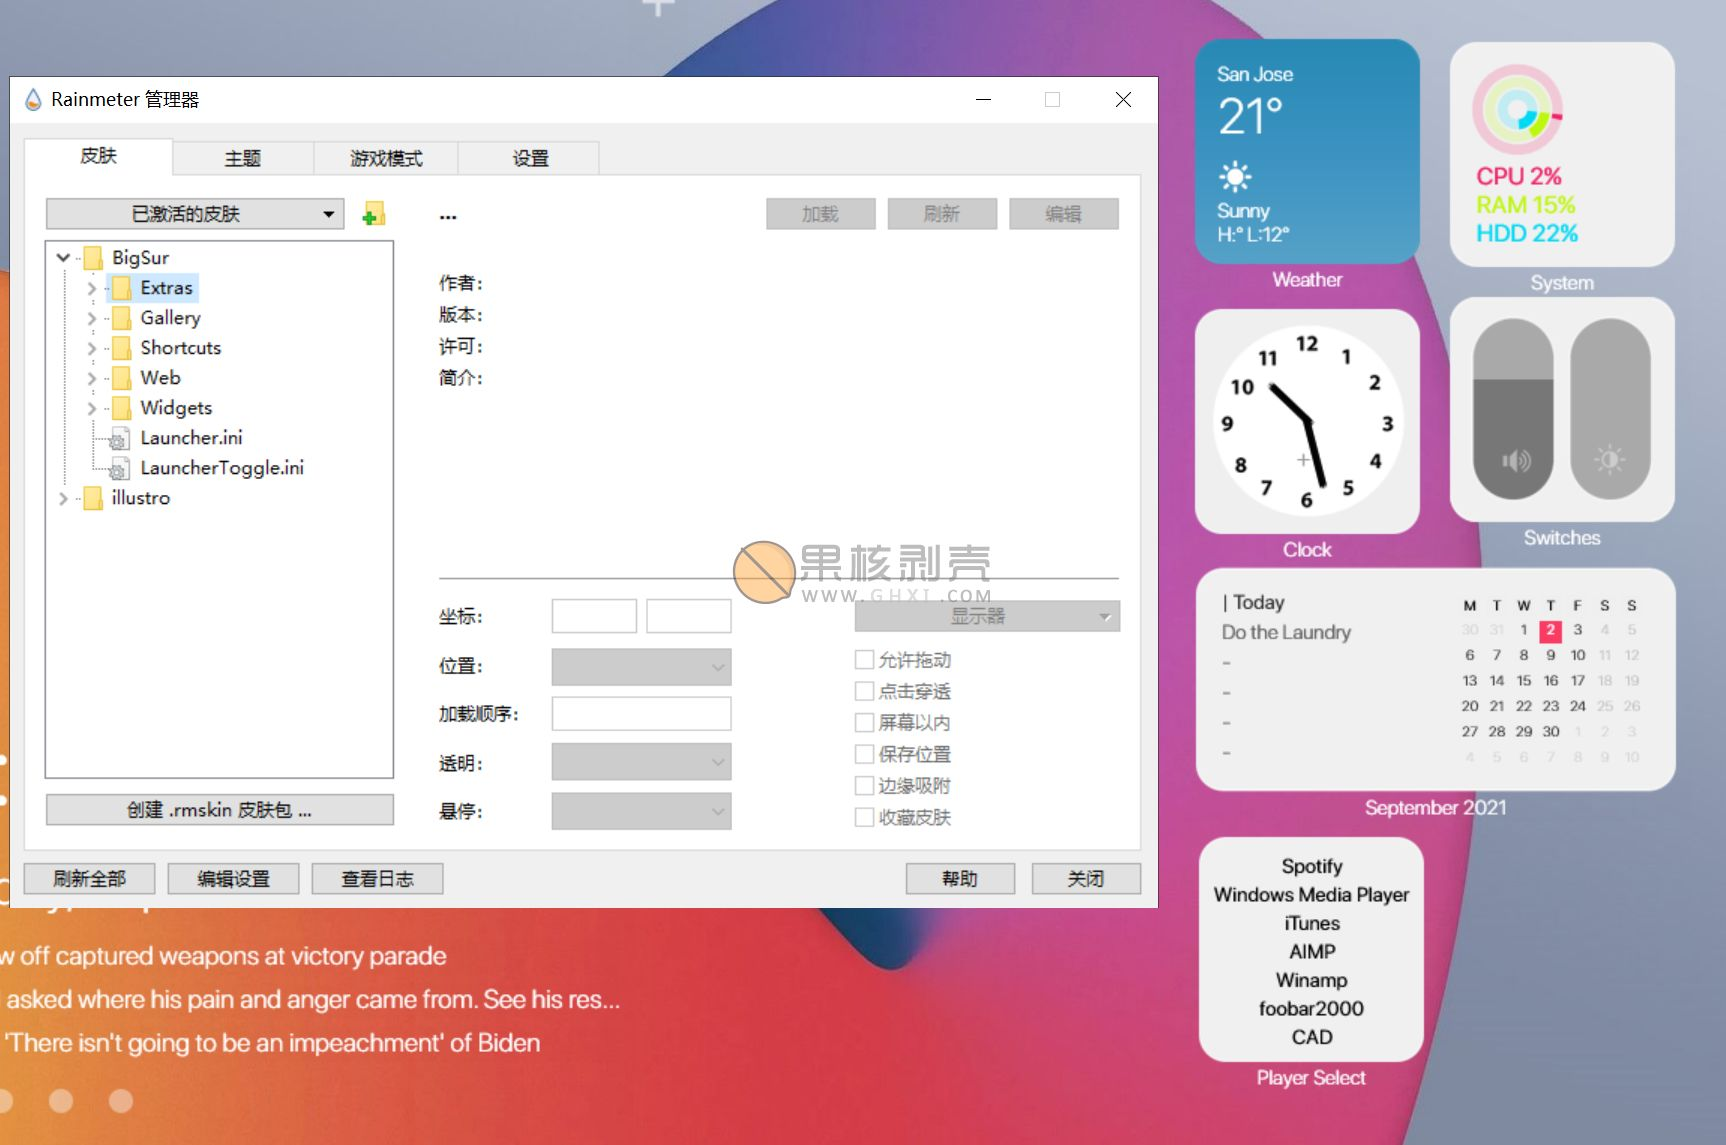 Rainmeter 管理器
皮肤
主题
游戏模式
设置
已激活的皮肤
...
加载
刷新
编辑
BigSur
Extras
Gallery
Shortcuts
Web
Widgets
Launcher.ini
LauncherToggle.ini
illustro
作者:
版本:
许可:
简介:
果核剥壳
WWW.GHXI.COM
坐标:
显示器
位置:
加载顺序:
透明:
悬停:
允许拖动
点击穿透
屏幕以内
保存位置
边缘吸附
收藏皮肤
创建 .rmskin 皮肤包 ...
刷新全部
编辑设置
查看日志
帮助
关闭
w off captured weapons at victory parade
asked where his pain and anger came from. See his res...
'There isn't going to be an impeachment' of Biden
San Jose
21°
Sunny
H:° L:12°
Weather
CPU 2%
RAM 15%
HDD 22%
System
12
1
2
3
4
5
6
7
8
9
10
11
Clock
Switches
| Today
Do the Laundry
-
-
-
-
M T W T F S S
30 31 1 2 3 4 5
6 7 8 9 10 11 12
13 14 15 16 17 18 19
20 21 22 23 24 25 26
27 28 29 30 1 2 3
4 5 6 7 8 9 10
September 2021
Spotify
Windows Media Player
iTunes
AIMP
Winamp
foobar2000
CAD
Player Select